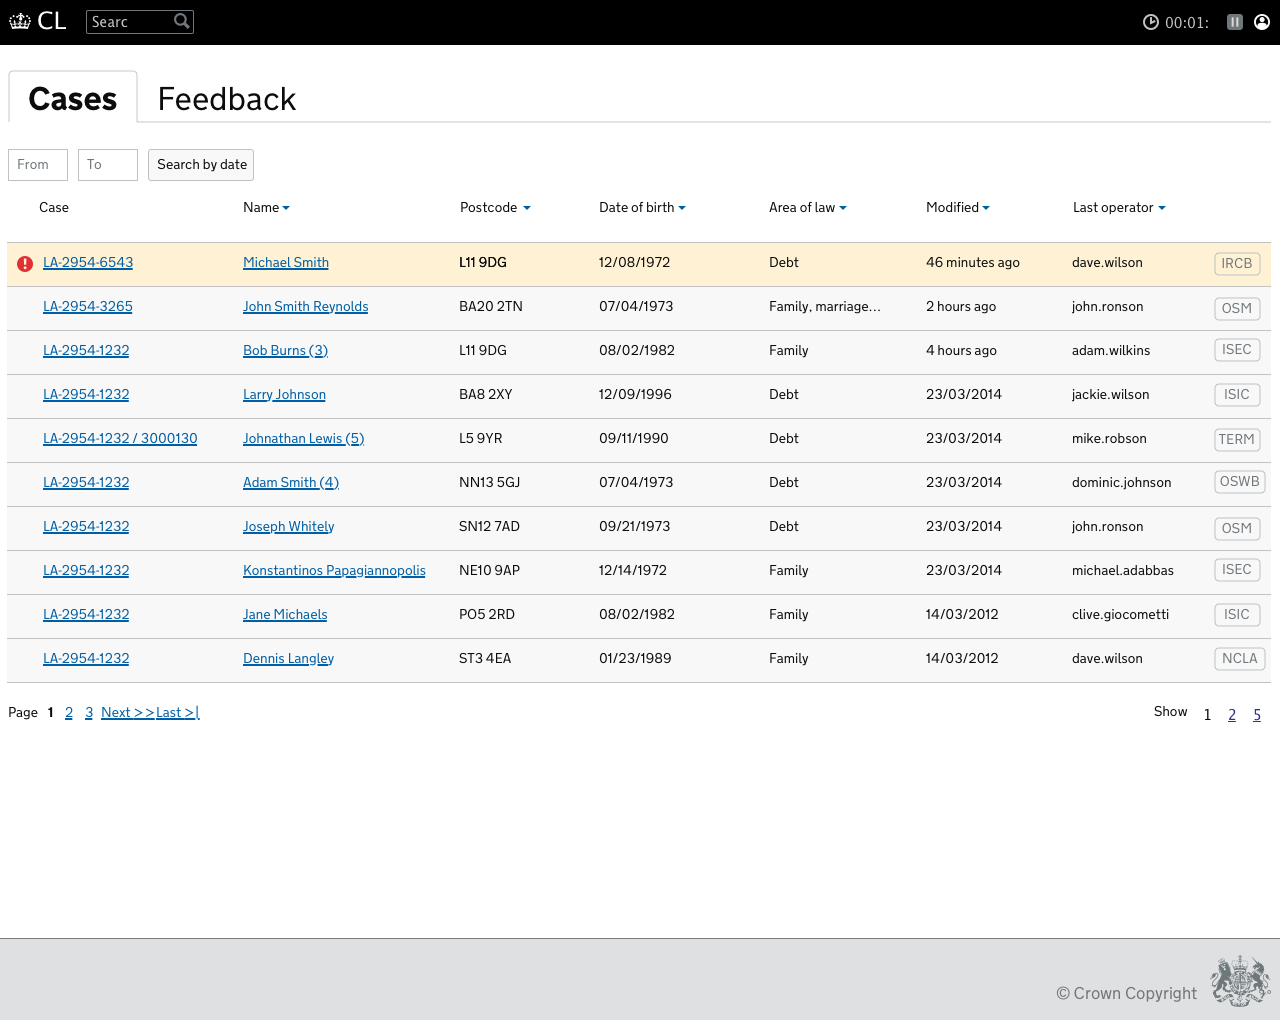 CL Searc 00:01:
Cases Feedback
From To Search by date
Case Name Postcode Date of birth Area of law Modified Last operator
LA-2954-6543 Michael Smith L11 9DG 12/08/1972 Debt 46 minutes ago dave.wilson IRCB
LA-2954-3265 John Smith Reynolds BA20 2TN 07/04/1973 Family, marriage... 2 hours ago john.ronson OSM
LA-2954-1232 Bob Burns (3) L11 9DG 08/02/1982 Family 4 hours ago adam.wilkins ISEC
LA-2954-1232 Larry Johnson BA8 2XY 12/09/1996 Debt 23/03/2014 jackie.wilson ISIC
LA-2954-1232 / 3000130 Johnathan Lewis (5) L5 9YR 09/11/1990 Debt 23/03/2014 mike.robson TERM
LA-2954-1232 Adam Smith (4) NN13 5GJ 07/04/1973 Debt 23/03/2014 dominic.johnson OSWB
LA-2954-1232 Joseph Whitely SN12 7AD 09/21/1973 Debt 23/03/2014 john.ronson OSM
LA-2954-1232 Konstantinos Papagiannopolis NE10 9AP 12/14/1972 Family 23/03/2014 michael.adabbas ISEC
LA-2954-1232 Jane Michaels PO5 2RD 08/02/1982 Family 14/03/2012 clive.giocometti ISIC
LA-2954-1232 Dennis Langley ST3 4EA 01/23/1989 Family 14/03/2012 dave.wilson NCLA
Page 1 2 3 Next >> Last >| Show 1 2 5
© Crown Copyright